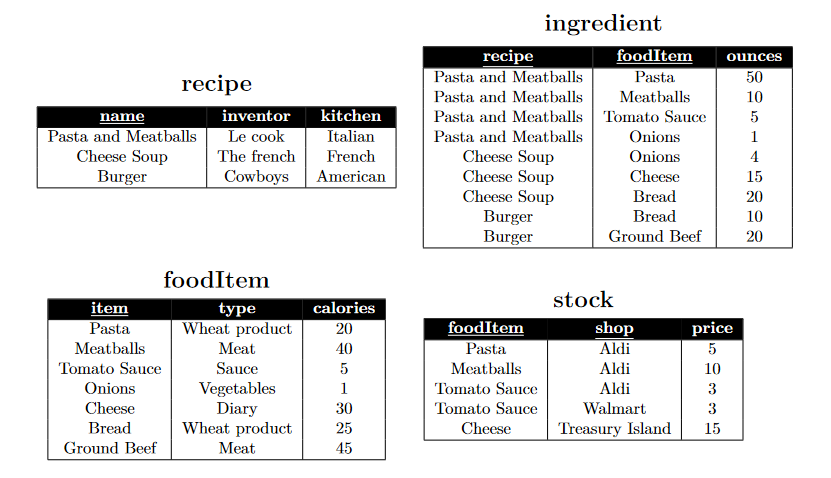 recipe
name inventor kitchen
Pasta and Meatballs Le cook Italian
Cheese Soup The french French
Burger Cowboys American
ingredient
recipe foodItem ounces
Pasta and Meatballs Pasta 50
Pasta and Meatballs Meatballs 10
Pasta and Meatballs Tomato Sauce 5
Pasta and Meatballs Onions 1
Cheese Soup Onions 4
Cheese Soup Cheese 15
Cheese Soup Bread 20
Burger Bread 10
Burger Ground Beef 20
foodItem
item type calories
Pasta Wheat product 20
Meatballs Meat 40
Tomato Sauce Sauce 5
Onions Vegetables 1
Cheese Diary 30
Bread Wheat product 25
Ground Beef Meat 45
stock
foodItem shop price
Pasta Aldi 5
Meatballs Aldi 10
Tomato Sauce Aldi 3
Tomato Sauce Walmart 3
Cheese Treasury Island 15